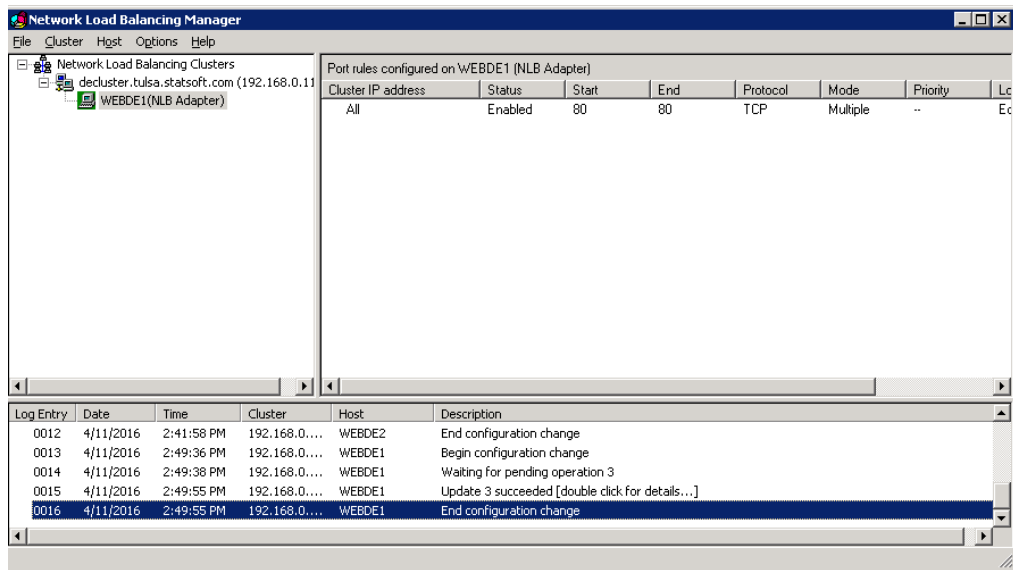 Network Load Balancing Manager
File Cluster Host Options Help
Network Load Balancing Clusters
decluster.tulsa.statsoft.com (192.168.0.11
WEBDE1(NLB Adapter)
Port rules configured on WEBDE1 (NLB Adapter)
Cluster IP address Status Start End Protocol Mode Priority Lo
All Enabled 80 80 TCP Multiple -- Eq
Log Entry Date Time Cluster Host Description
0012 4/11/2016 2:41:58 PM 192.168.0.... WEBDE2 End configuration change
0013 4/11/2016 2:49:36 PM 192.168.0.... WEBDE1 Begin configuration change
0014 4/11/2016 2:49:38 PM 192.168.0.... WEBDE1 Waiting for pending operation 3
0015 4/11/2016 2:49:55 PM 192.168.0.... WEBDE1 Update 3 succeeded [double click for details...]
0016 4/11/2016 2:49:55 PM 192.168.0.... WEBDE1 End configuration change